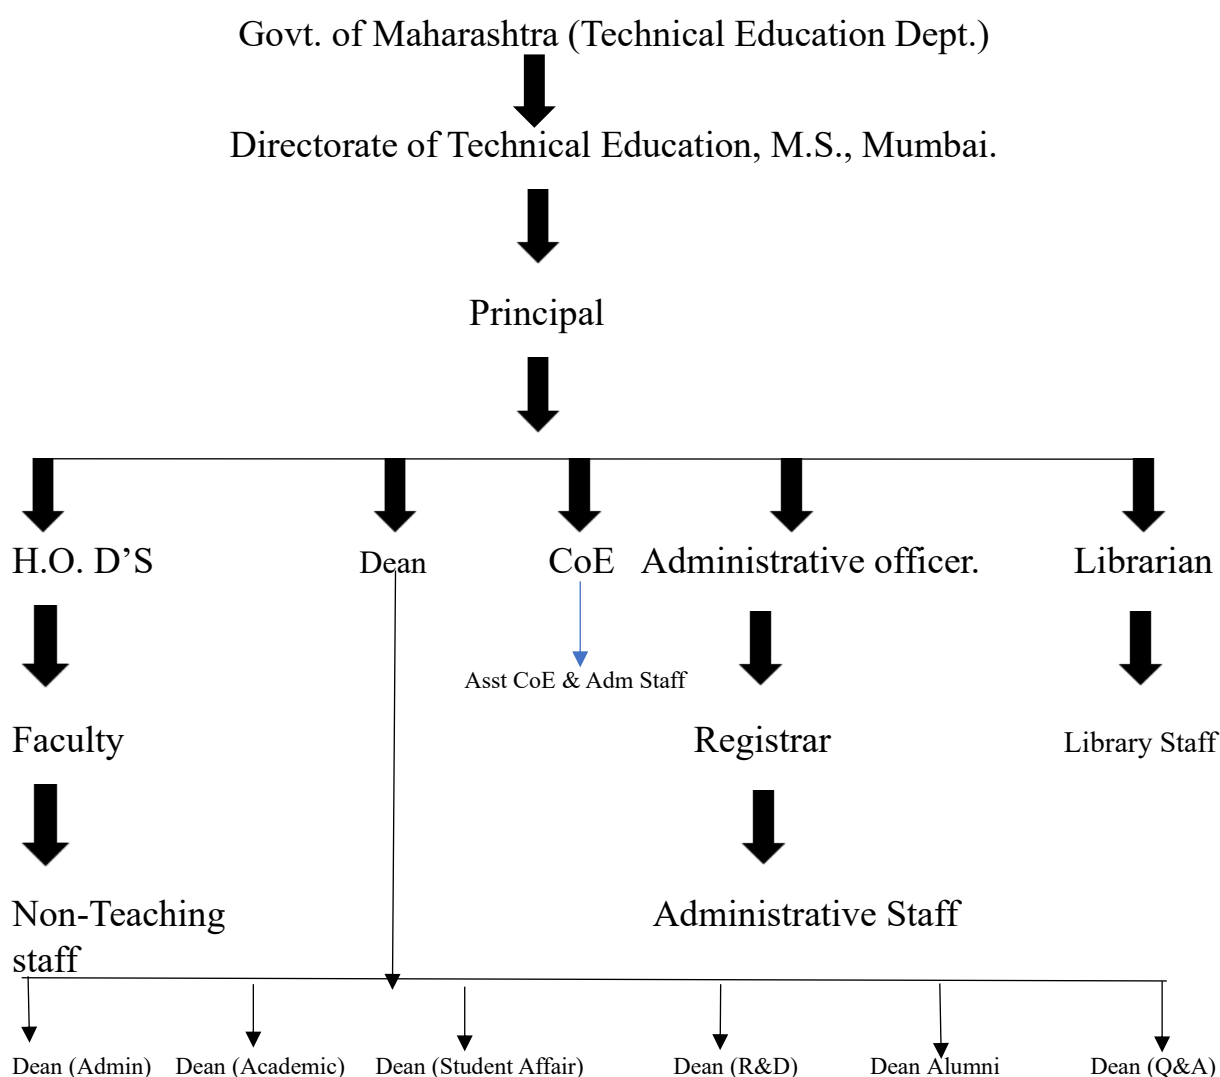 Govt. of Maharashtra (Technical Education Dept.)
Directorate of Technical Education, M.S., Mumbai.
Principal
H.O. D’S
Dean
CoE
Administrative officer.
Librarian
Asst CoE & Adm Staff
Faculty
Registrar
Library Staff
Non-Teaching
staff
Administrative Staff
Dean (Admin)
Dean (Academic)
Dean (Student Affair)
Dean (R&D)
Dean Alumni
Dean (Q&A)